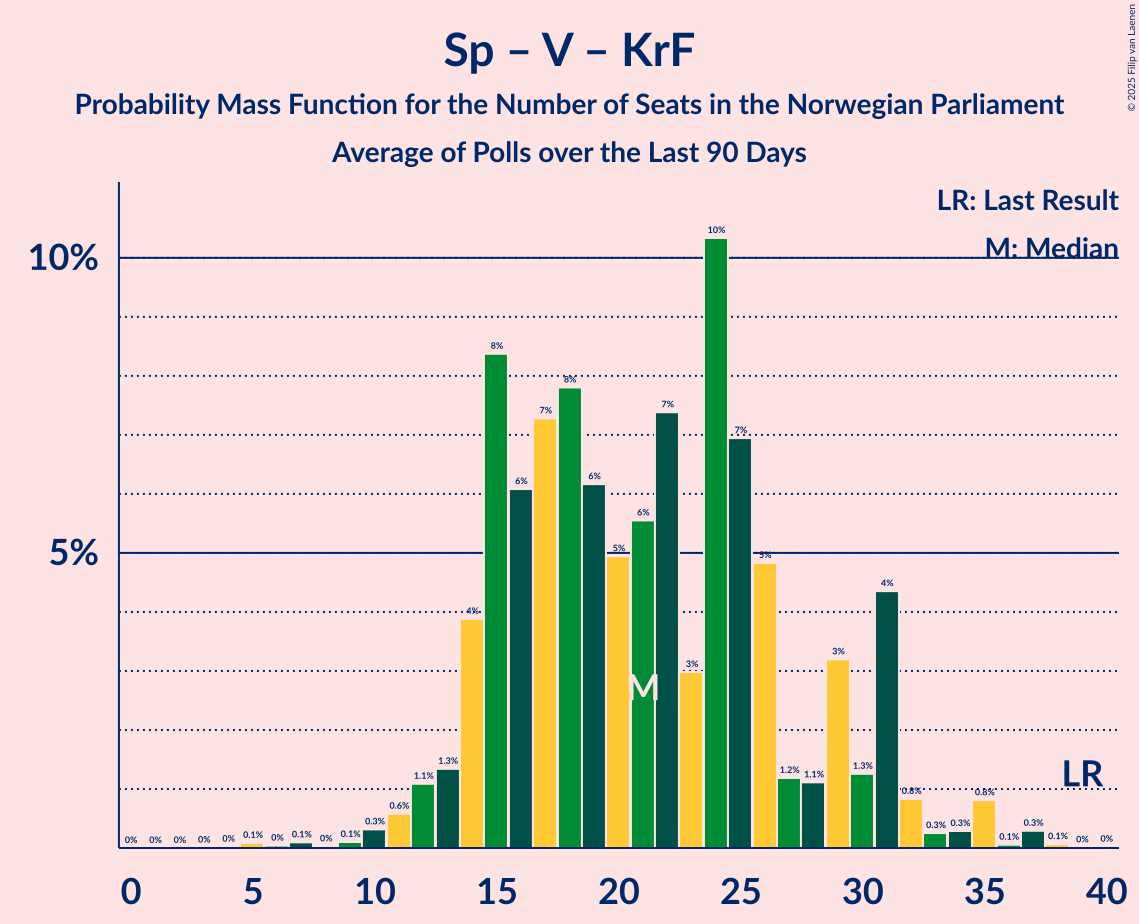 Sp – V – KrF
Probability Mass Function for the Number of Seats in the Norwegian Parliament
Average of Polls over the Last 90 Days
© 2025 Filip van Laenen
LR: Last Result
M: Median
10%
5%
0% 0% 0% 0% 0% 0.1% 0% 0.1% 0% 0.1% 0.3% 0.6% 1.1% 1.3% 4% 8% 6% 7% 8% 6% 5% 6% 7% 3% 10% 7% 5% 1.2% 1.1% 3% 1.3% 4% 0.8% 0.3% 0.3% 0.8% 0.1% 0.3% 0.1% 0% 0%
M
LR
0 5 10 15 20 25 30 35 40